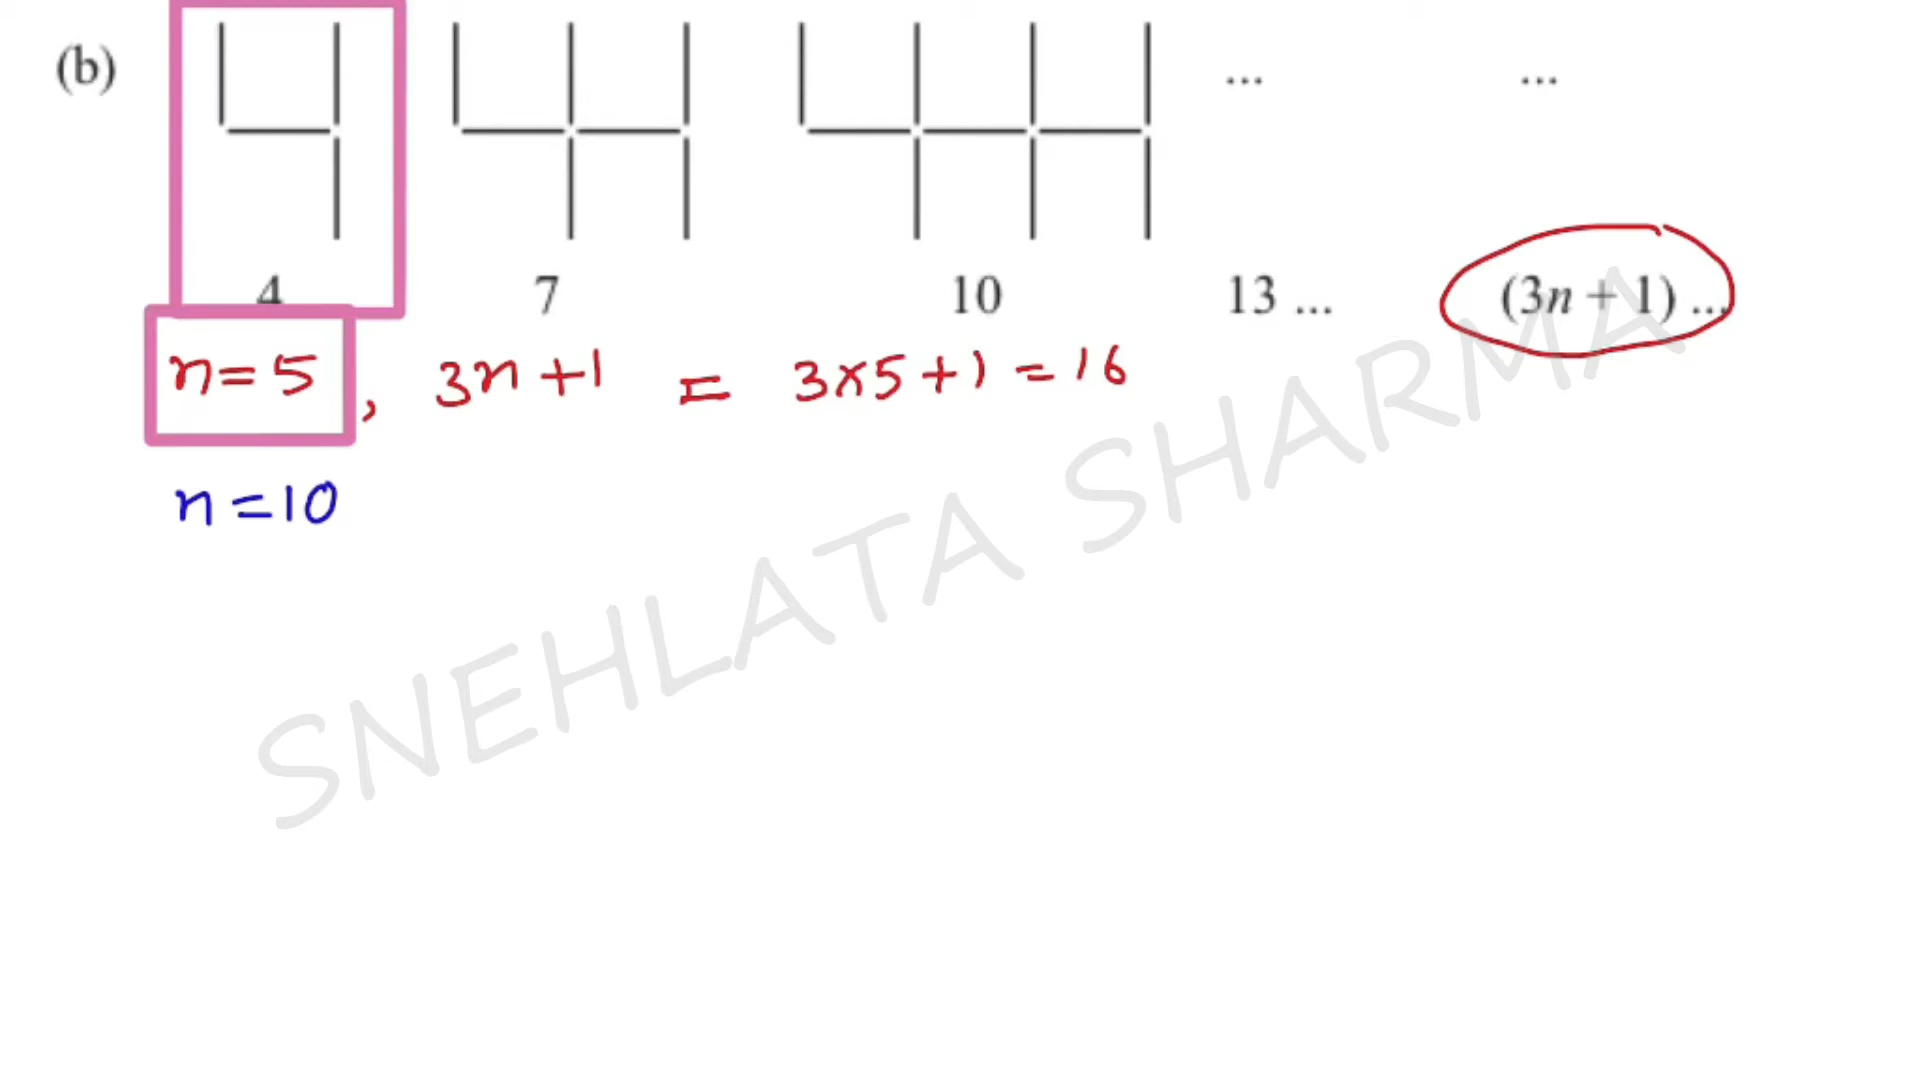 (b) ... ...
4 7 10 13 ... (3n + 1) ...
n = 5, 3n + 1 = 3×5+1 = 16
n = 10
SNEHLATA SHARMA